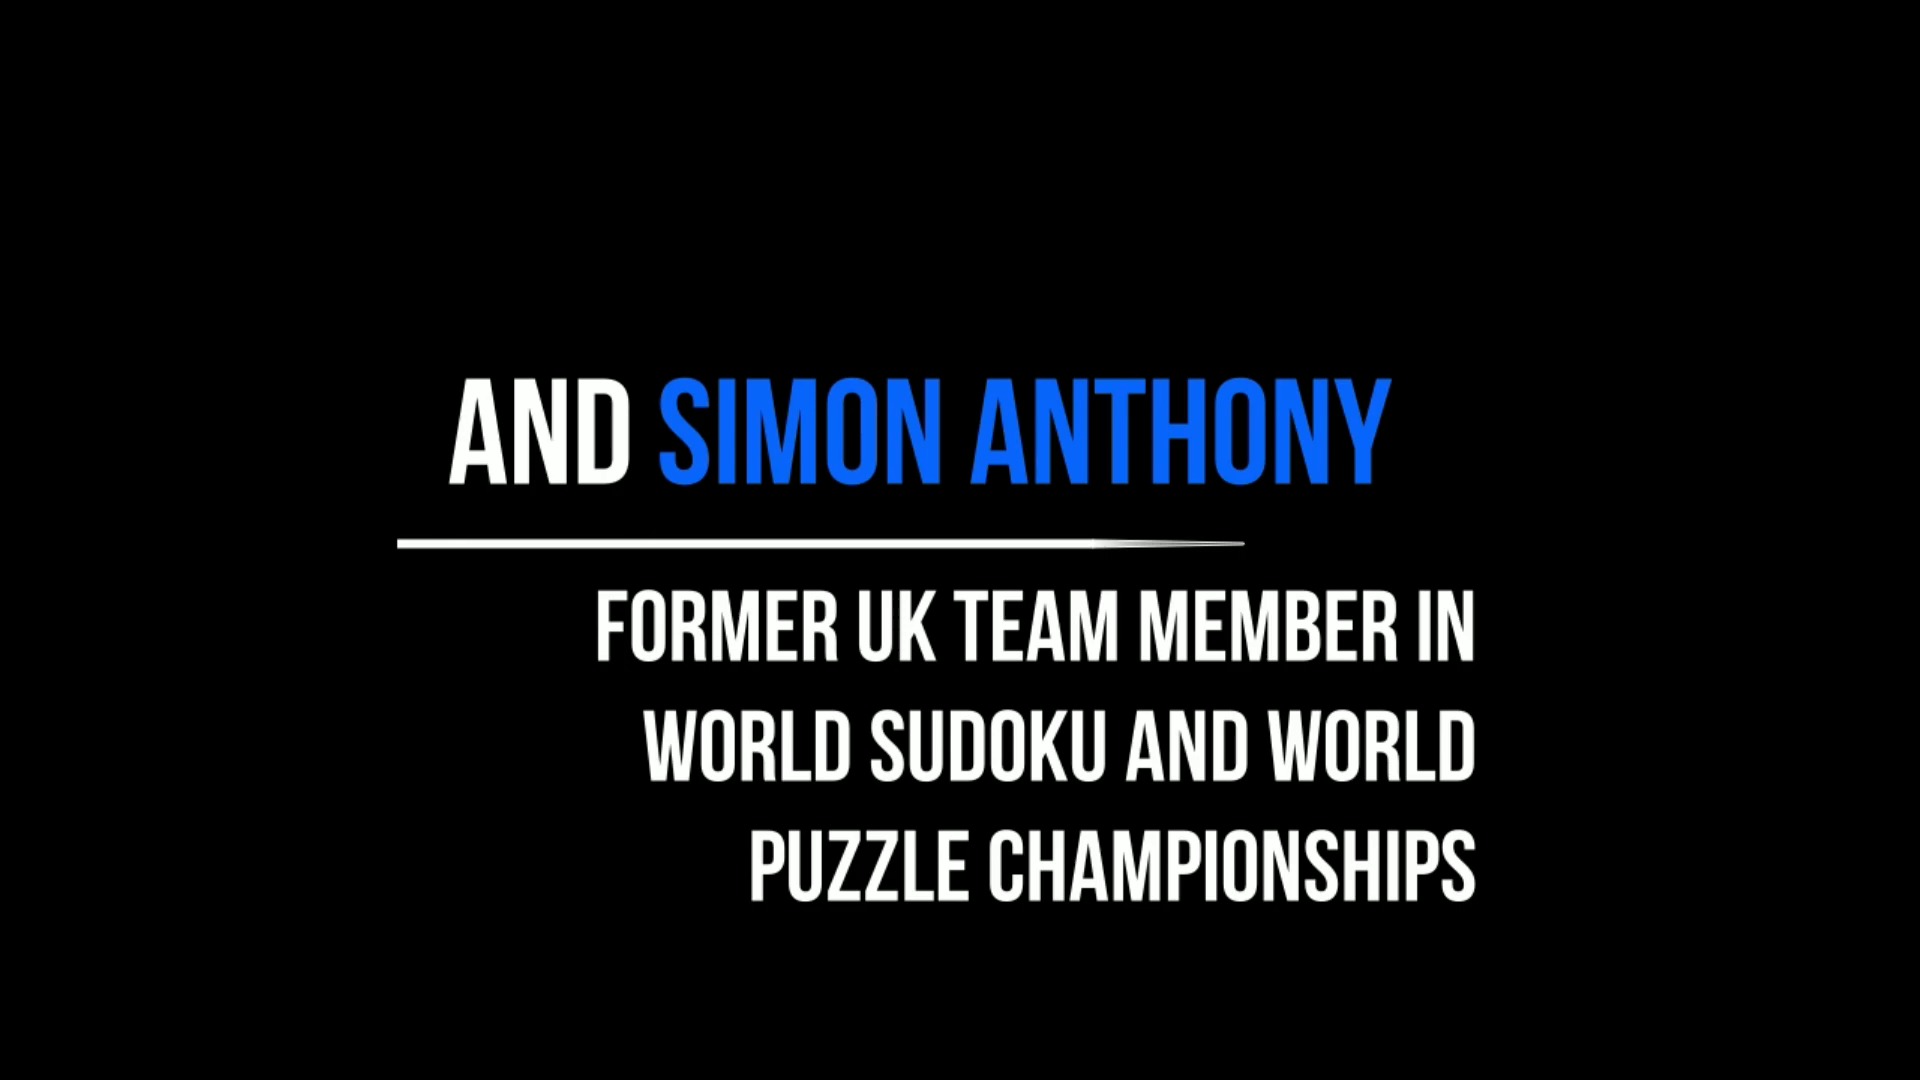 AND SIMON ANTHONY
FORMER UK TEAM MEMBER IN
WORLD SUDOKU AND WORLD
PUZZLE CHAMPIONSHIPS